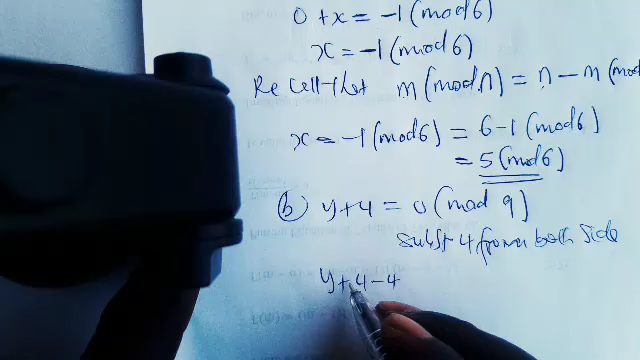 0 + x = -1 (mod 6)
x = -1 (mod 6)
Recall that m (mod n) = n - m (mod
x = -1 (mod 6) = 6 - 1 (mod 6)
= 5 (mod 6)
(b) y + 4 = 0 (mod 9)
4 from both side
y + 4 - 4